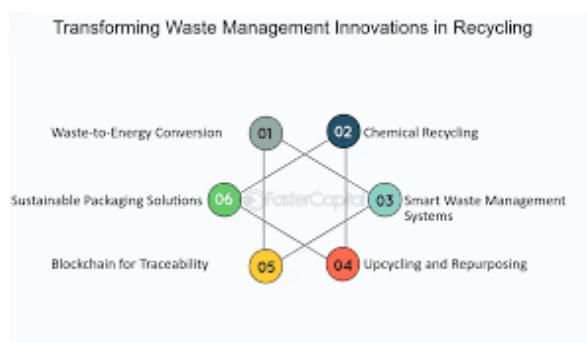 Transforming Waste Management Innovations in Recycling
Waste-to-Energy Conversion 01
02 Chemical Recycling
Sustainable Packaging Solutions 06
FasterCapital
03 Smart Waste Management
Systems
Blockchain for Traceability 05
04 Upcycling and Repurposing